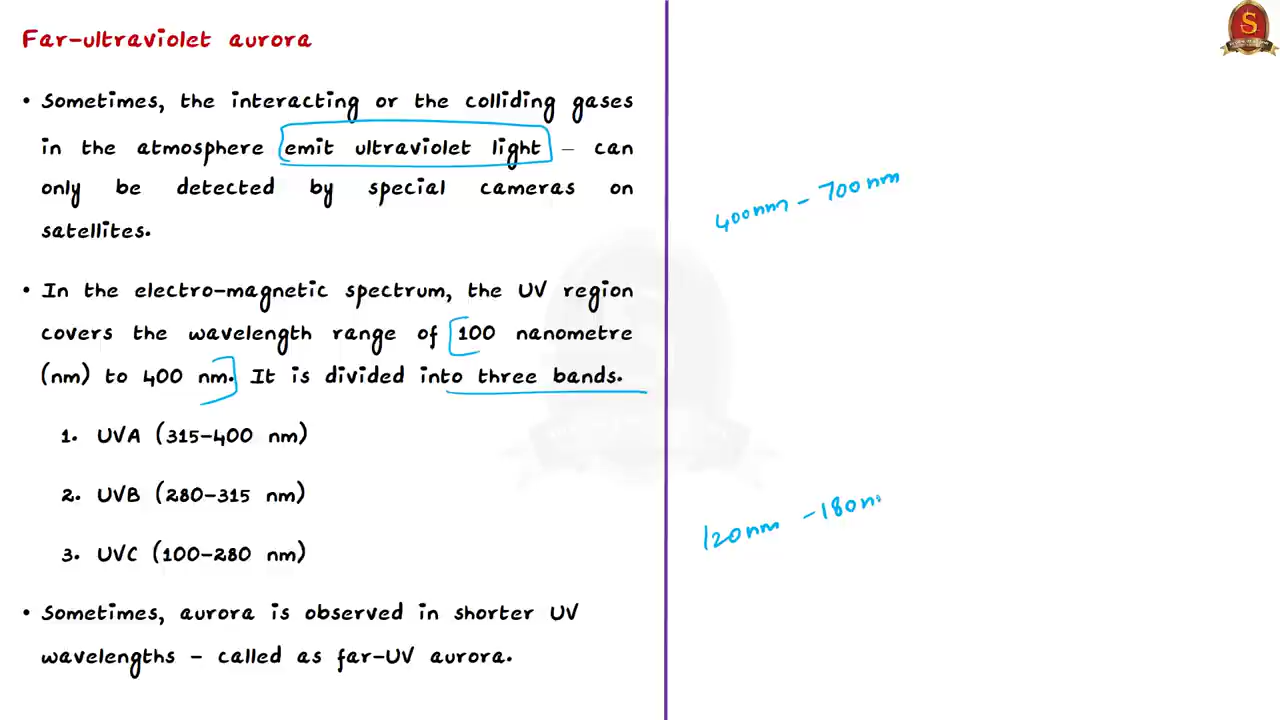 Far-ultraviolet aurora
• Sometimes, the interacting or the colliding gases
in the atmosphere emit ultraviolet light – can
only be detected by special cameras on
satellites.
• In the electro-magnetic spectrum, the UV region
covers the wavelength range of 100 nanometre
(nm) to 400 nm. It is divided into three bands.
1. UVA (315-400 nm)
2. UVB (280-315 nm)
3. UVC (100-280 nm)
• Sometimes, aurora is observed in shorter UV
wavelengths – called as far-UV aurora.
S
400nm - 700nm
120nm - 180n